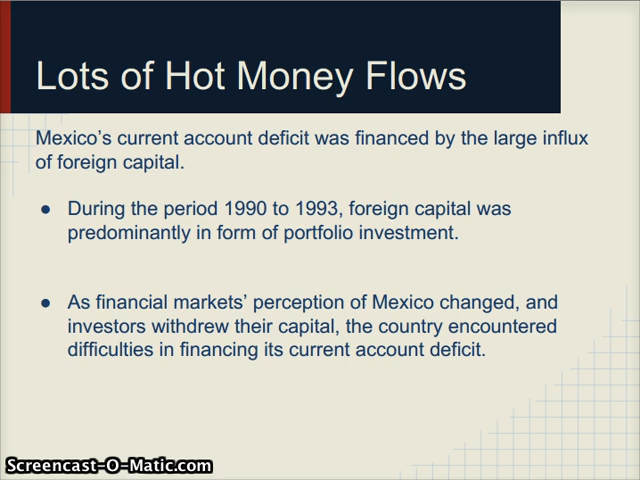 Lots of Hot Money Flows
Mexico's current account deficit was financed by the large influx
of foreign capital.
● During the period 1990 to 1993, foreign capital was
predominantly in form of portfolio investment.
● As financial markets' perception of Mexico changed, and
investors withdrew their capital, the country encountered
difficulties in financing its current account deficit.
Screencast-O-Matic.com